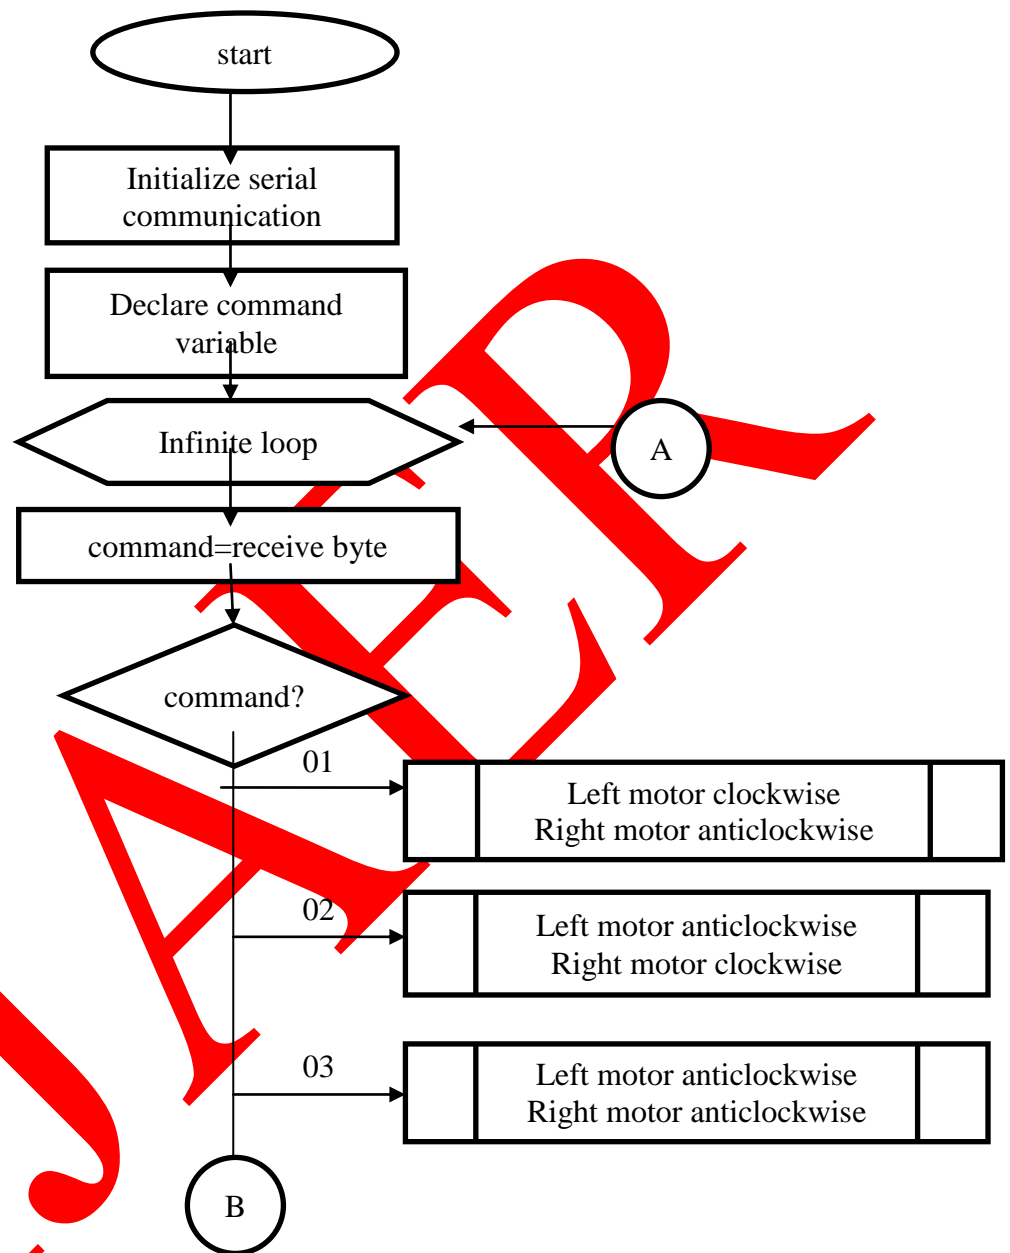 start
Initialize serial
communication
Declare command
variable
Infinite loop
A
command=receive byte
command?
01
Left motor clockwise
Right motor anticlockwise
02
Left motor anticlockwise
Right motor clockwise
03
Left motor anticlockwise
Right motor anticlockwise
B
IJAER